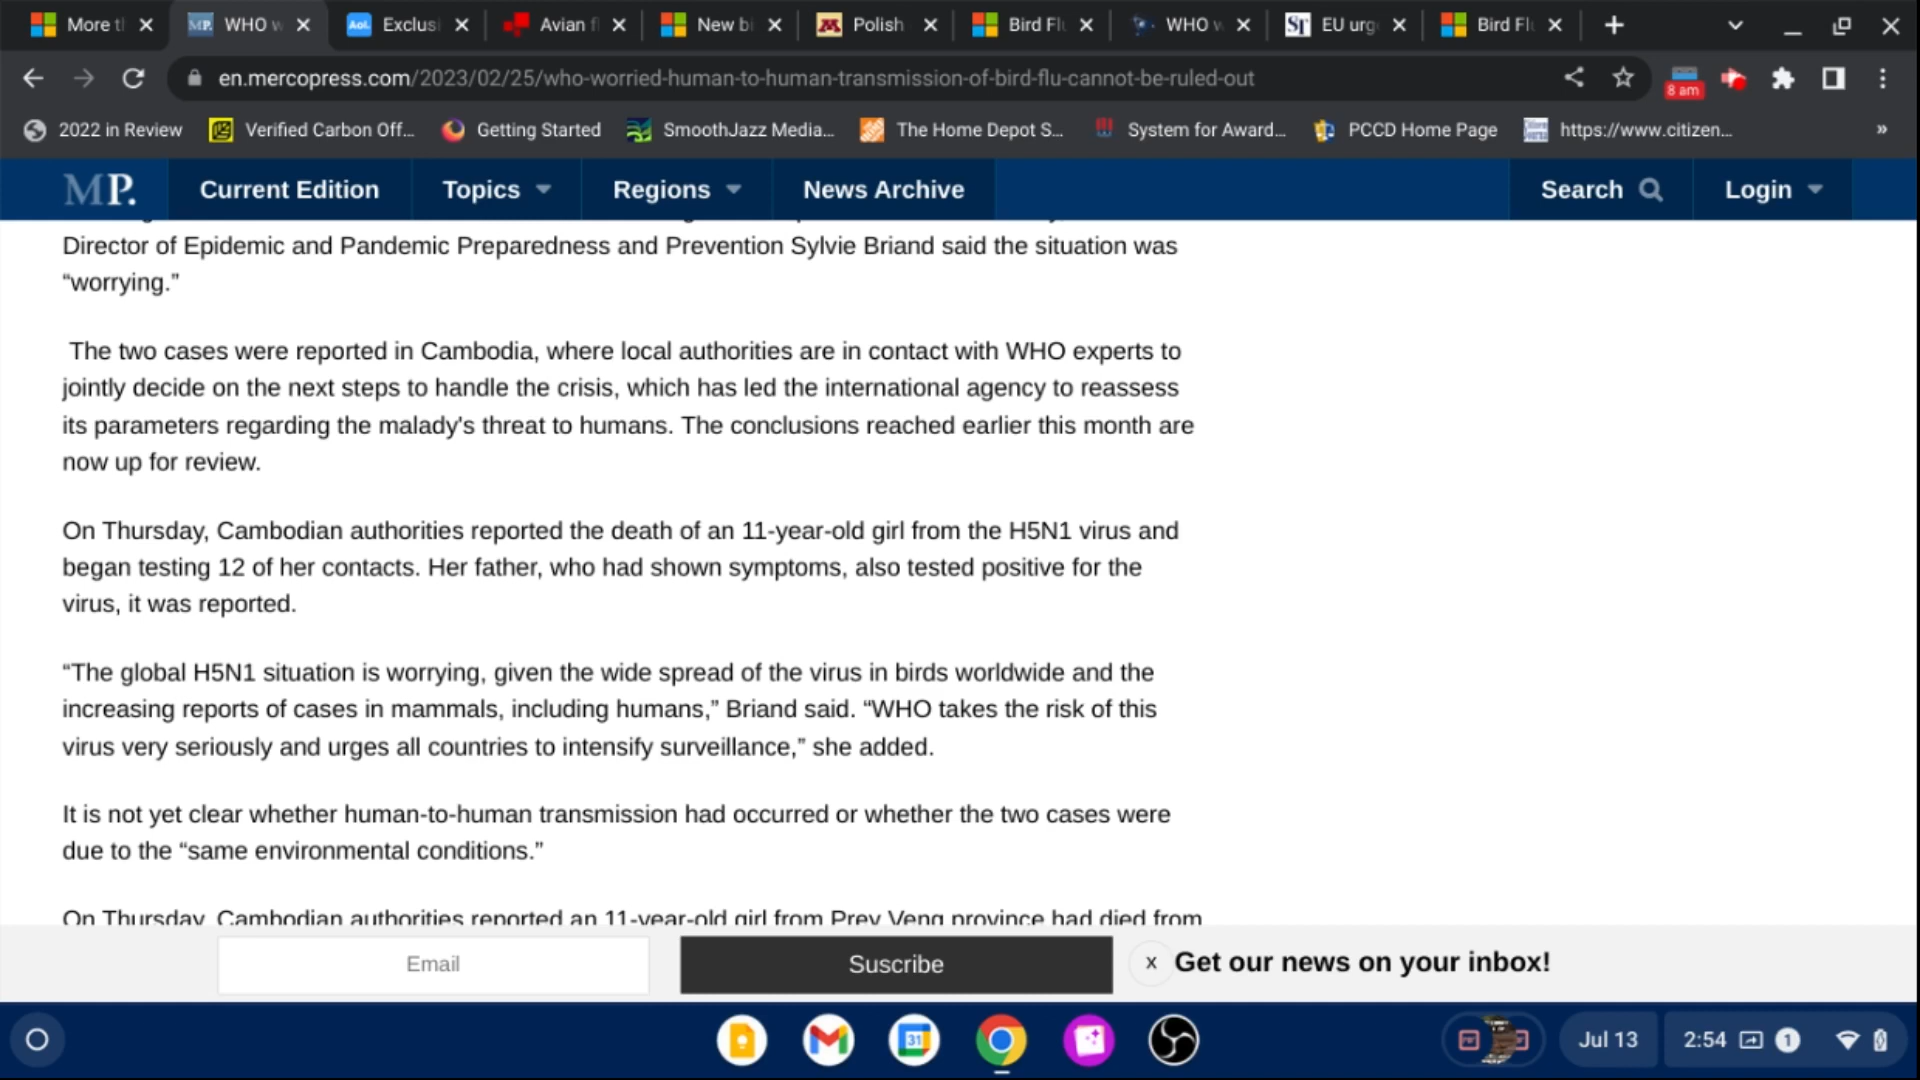 More t
WHO w
Exclusi
Avian f
New bi
Polish
Bird Flu
WHO w
EU urg
Bird Flu
en.mercopress.com/2023/02/25/who-worried-human-to-human-transmission-of-bird-flu-cannot-be-ruled-out
8 am
2022 in Review
Verified Carbon Off...
Getting Started
SmoothJazz Media...
The Home Depot S...
System for Award...
PCCD Home Page
https://www.citizen...
»
MP.
Current Edition
Topics
Regions
News Archive
Search
Login
Director of Epidemic and Pandemic Preparedness and Prevention Sylvie Briand said the situation was
“worrying.”
The two cases were reported in Cambodia, where local authorities are in contact with WHO experts to
jointly decide on the next steps to handle the crisis, which has led the international agency to reassess
its parameters regarding the malady's threat to humans. The conclusions reached earlier this month are
now up for review.
On Thursday, Cambodian authorities reported the death of an 11-year-old girl from the H5N1 virus and
began testing 12 of her contacts. Her father, who had shown symptoms, also tested positive for the
virus, it was reported.
“The global H5N1 situation is worrying, given the wide spread of the virus in birds worldwide and the
increasing reports of cases in mammals, including humans,” Briand said. “WHO takes the risk of this
virus very seriously and urges all countries to intensify surveillance,” she added.
It is not yet clear whether human-to-human transmission had occurred or whether the two cases were
due to the “same environmental conditions.”
On Thursday, Cambodian authorities reported an 11-year-old girl from Prey Veng province had died from
Email
Suscribe
x
Get our news on your inbox!
31
Jul 13
2:54
1